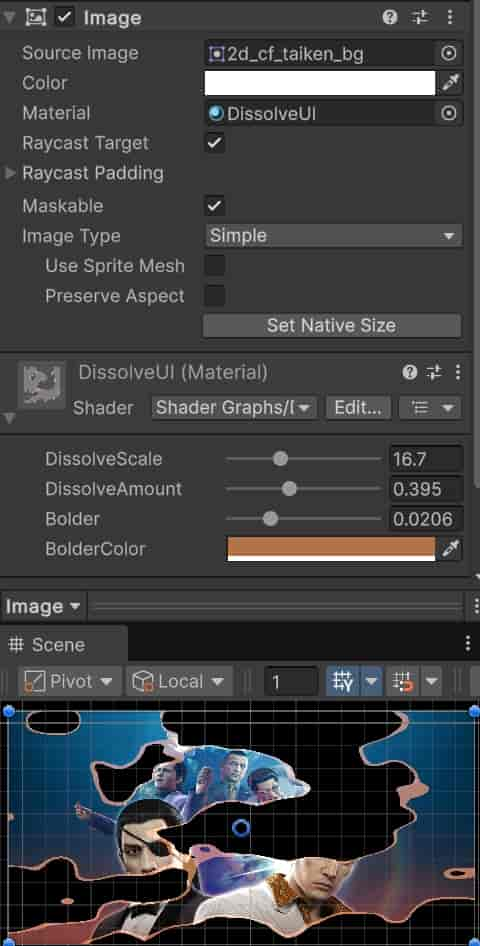 Image
Source Image 2d_cf_taiken_bg
Color
Material DissolveUI
Raycast Target
Raycast Padding
Maskable
Image Type Simple
Use Sprite Mesh
Preserve Aspect
Set Native Size
DissolveUI (Material)
Shader Shader Graphs/ Edit...
DissolveScale 16.7
DissolveAmount 0.395
Bolder 0.0206
BolderColor
Image
Scene
Pivot Local 1